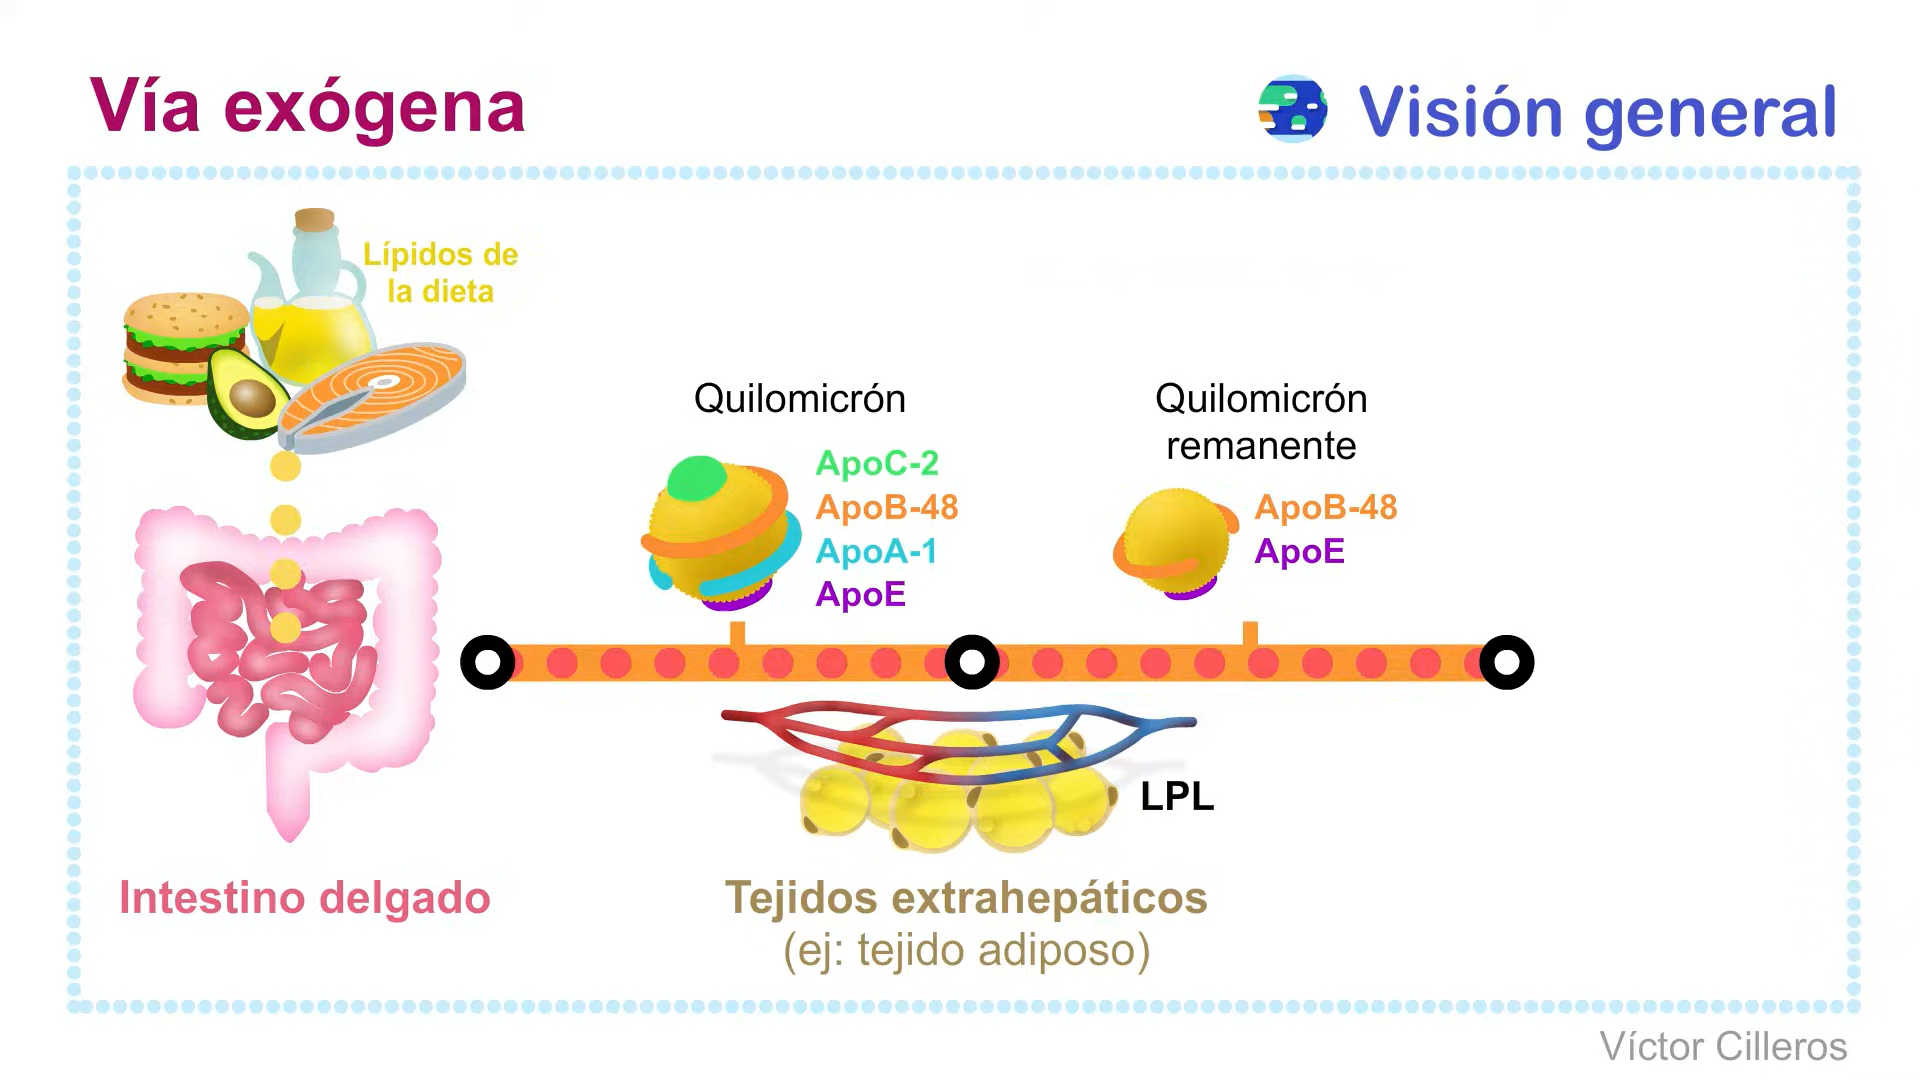 Vía exógena
Visión general
Lípidos de
la dieta
Quilomicrón
ApoC-2
ApoB-48
ApoA-1
ApoE
Quilomicrón
remanente
ApoB-48
ApoE
LPL
Intestino delgado
Tejidos extrahepáticos
(ej: tejido adiposo)
Víctor Cilleros